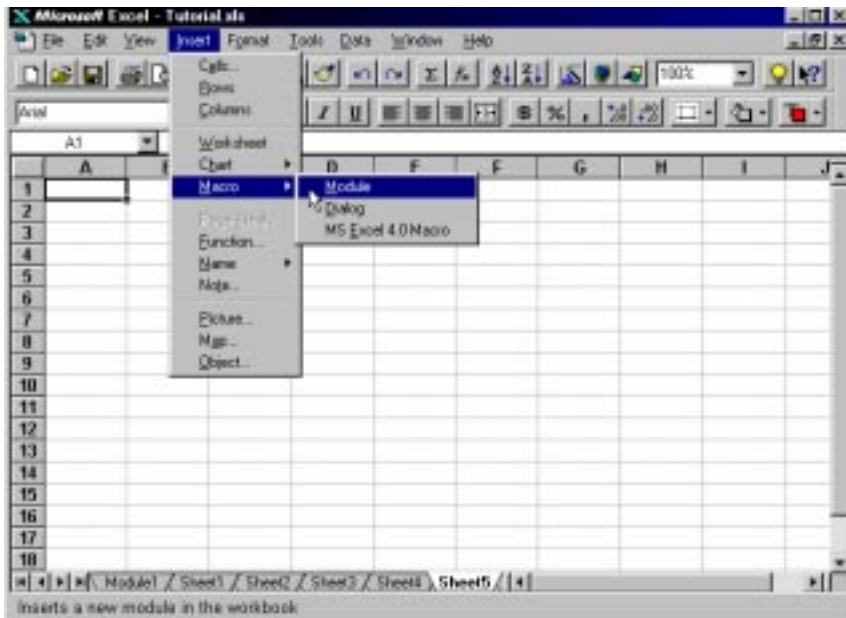 Microsoft Excel - Tutorial.xls
File Edit View Insert Format Tools Data Window Help
100%
Arial
A1
Cells...
Rows
Columns
Worksheet
Chart
Macro
Function...
Name
Note...
Picture...
Map...
Object...
Module
Dialog
MS Excel 4.0 Macro
A D F F G H I J
1
2
3
4
5
6
7
8
9
10
11
12
13
14
15
16
17
18
Module1 Sheet1 Sheet2 Sheet3 Sheet4 Sheet5
Inserts a new module in the workbook